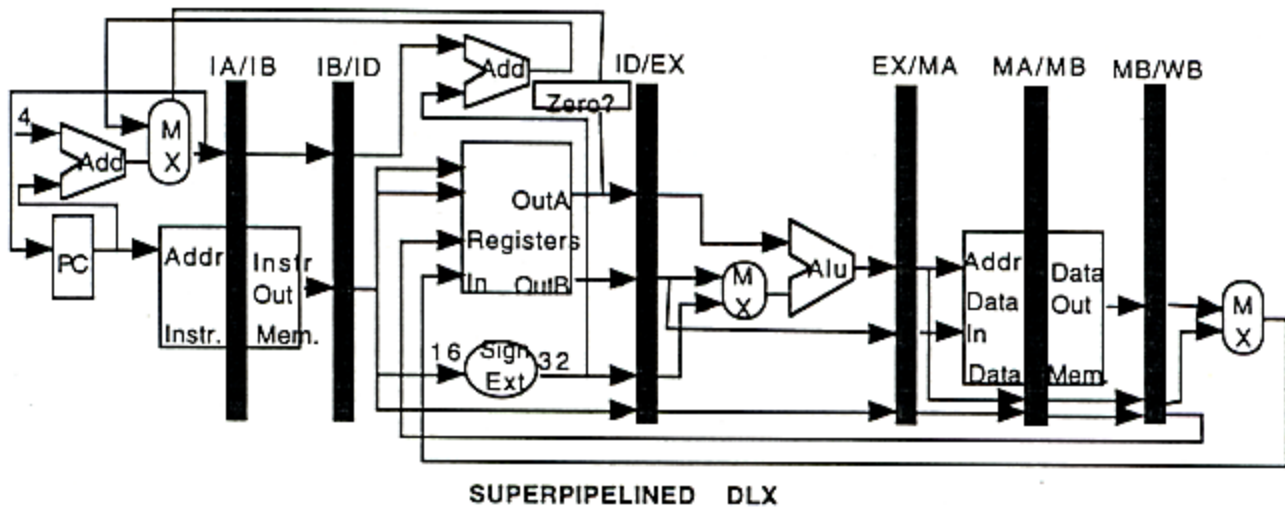 IA/IB
IB/ID
ID/EX
EX/MA
MA/MB
MB/WB
4
Add
M
X
Add
Zero?
PC
Addr
Instr.
Instr
Out
Mem.
OutA
Registers
In
OutB
16
Sign
Ext
32
M
X
Alu
Addr
Data
In
Data
Data
Out
Mem.
M
X
SUPERPIPELINED DLX